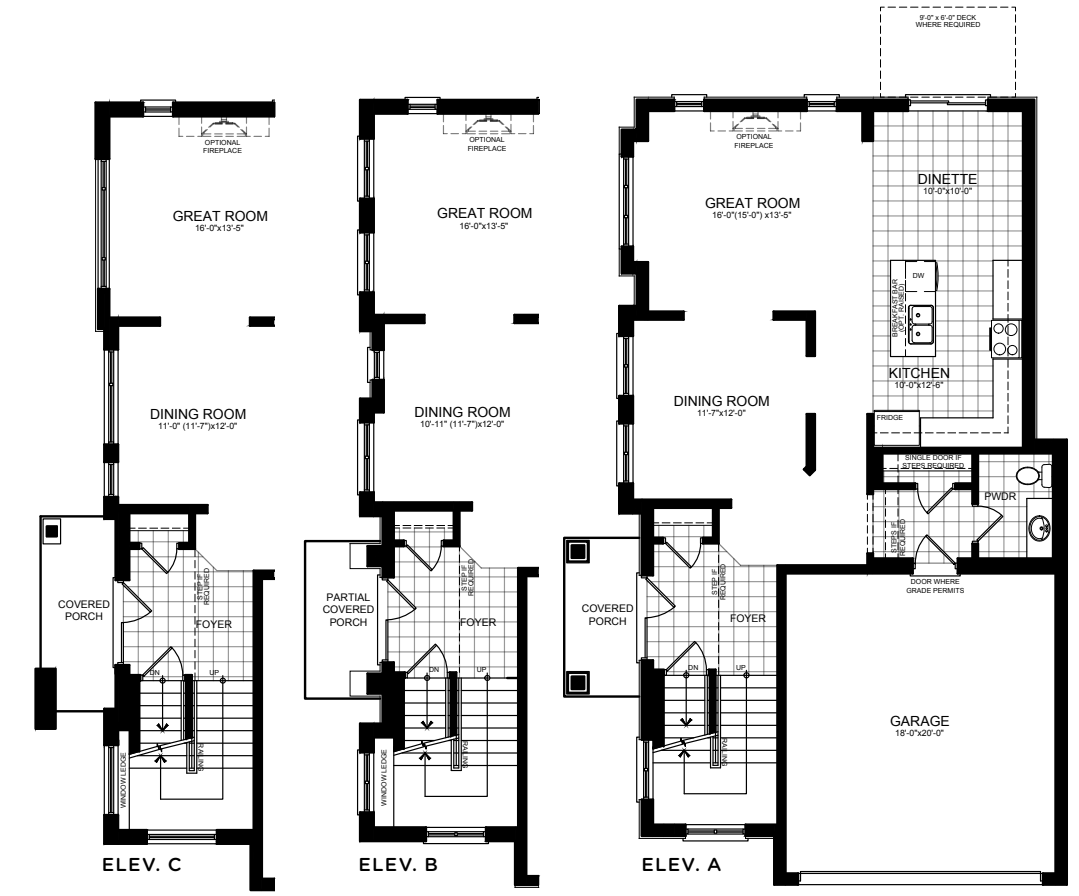 9'-0" x 6'-0" DECK
WHERE REQUIRED
OPTIONAL
FIREPLACE
GREAT ROOM
16'-0"x13'-5"
DINING ROOM
11'-0" (11'-7")x12'-0"
COVERED
PORCH
STEP IF
REQUIRED
FOYER
DN
UP
RAILING
WINDOW LEDGE
ELEV. C
OPTIONAL
FIREPLACE
GREAT ROOM
16'-0"x13'-5"
DINING ROOM
10'-11" (11'-7")x12'-0"
PARTIAL
COVERED
PORCH
STEP IF
REQUIRED
FOYER
DN
UP
RAILING
WINDOW LEDGE
ELEV. B
OPTIONAL
FIREPLACE
GREAT ROOM
16'-0"(15'-0") x13'-5"
DINETTE
10'-0"x10'-0"
DW
BREAKFAST BAR
(OPT. RAISED)
KITCHEN
10'-0"x12'-6"
FRIDGE
DINING ROOM
11'-7"x12'-0"
SINGLE DOOR IF
STEPS REQUIRED
PWDR
STEPS IF
REQUIRED
DOOR WHERE
GRADE PERMITS
COVERED
PORCH
STEP IF
REQUIRED
FOYER
DN
UP
RAILING
GARAGE
18'-0"x20'-0"
ELEV. A